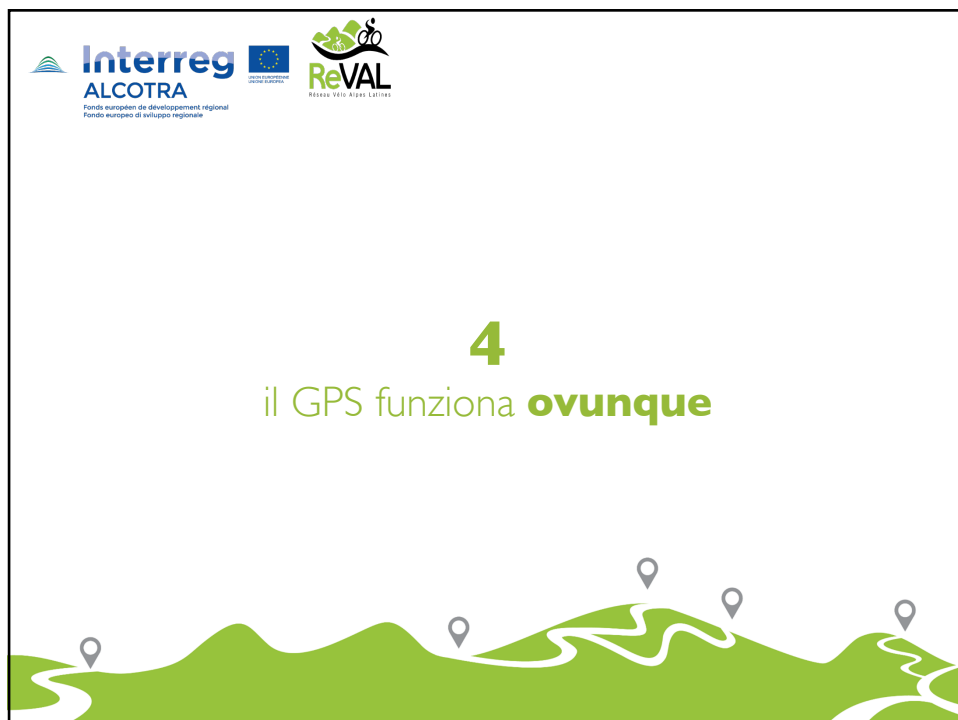 Interreg
ALCOTRA
Fonds européen de développement régional
Fondo europeo di sviluppo regionale
UNION EUROPÉENNE
UNIONE EUROPEA
ReVAL
Réseau Vélo Alpes Latines
4
il GPS funziona ovunque